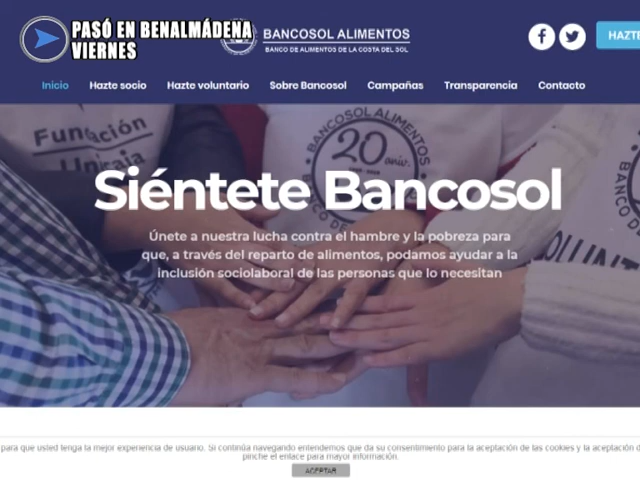 PASÓ EN BENALMÁDENA
VIERNES
BANCOSOL ALIMENTOS
BANCO DE ALIMENTOS DE LA COSTA DEL SOL
HAZTE
Inicio Hazte socio Hazte voluntario Sobre Bancosol Campañas Transparencia Contacto
Fundación
Unicaja
BANCOSOL ALIMENTOS
20 aniv.
BANCO DE
Siéntete Bancosol
Únete a nuestra lucha contra el hambre y la pobreza para
que, a través del reparto de alimentos, podamos ayudar a la
inclusión sociolaboral de las personas que lo necesitan
para que usted tenga la mejor experiencia de usuario. Si continúa navegando entendemos que da su consentimiento para la aceptación de las cookies y la aceptación d
pinche el enlace para mayor información.
ACEPTAR